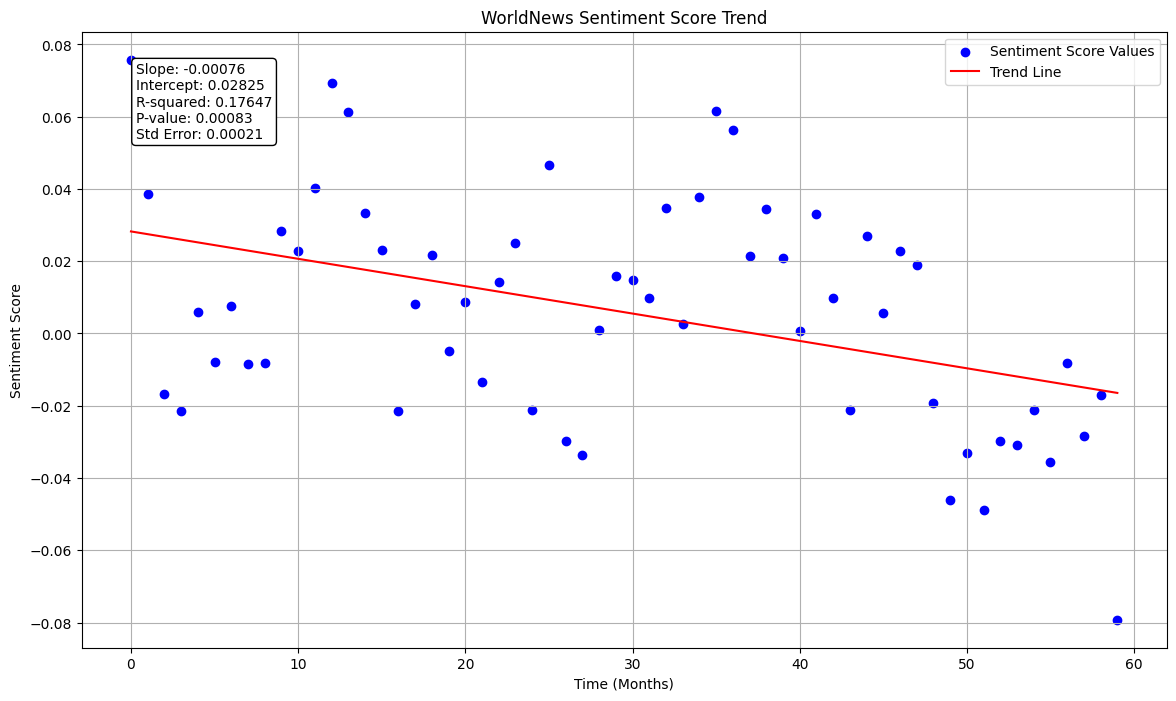 WorldNews Sentiment Score Trend
Slope: -0.00076
Intercept: 0.02825
R-squared: 0.17647
P-value: 0.00083
Std Error: 0.00021
Sentiment Score Values
Trend Line
Sentiment Score
0.08
0.06
0.04
0.02
0.00
−0.02
−0.04
−0.06
−0.08
0 10 20 30 40 50 60
Time (Months)